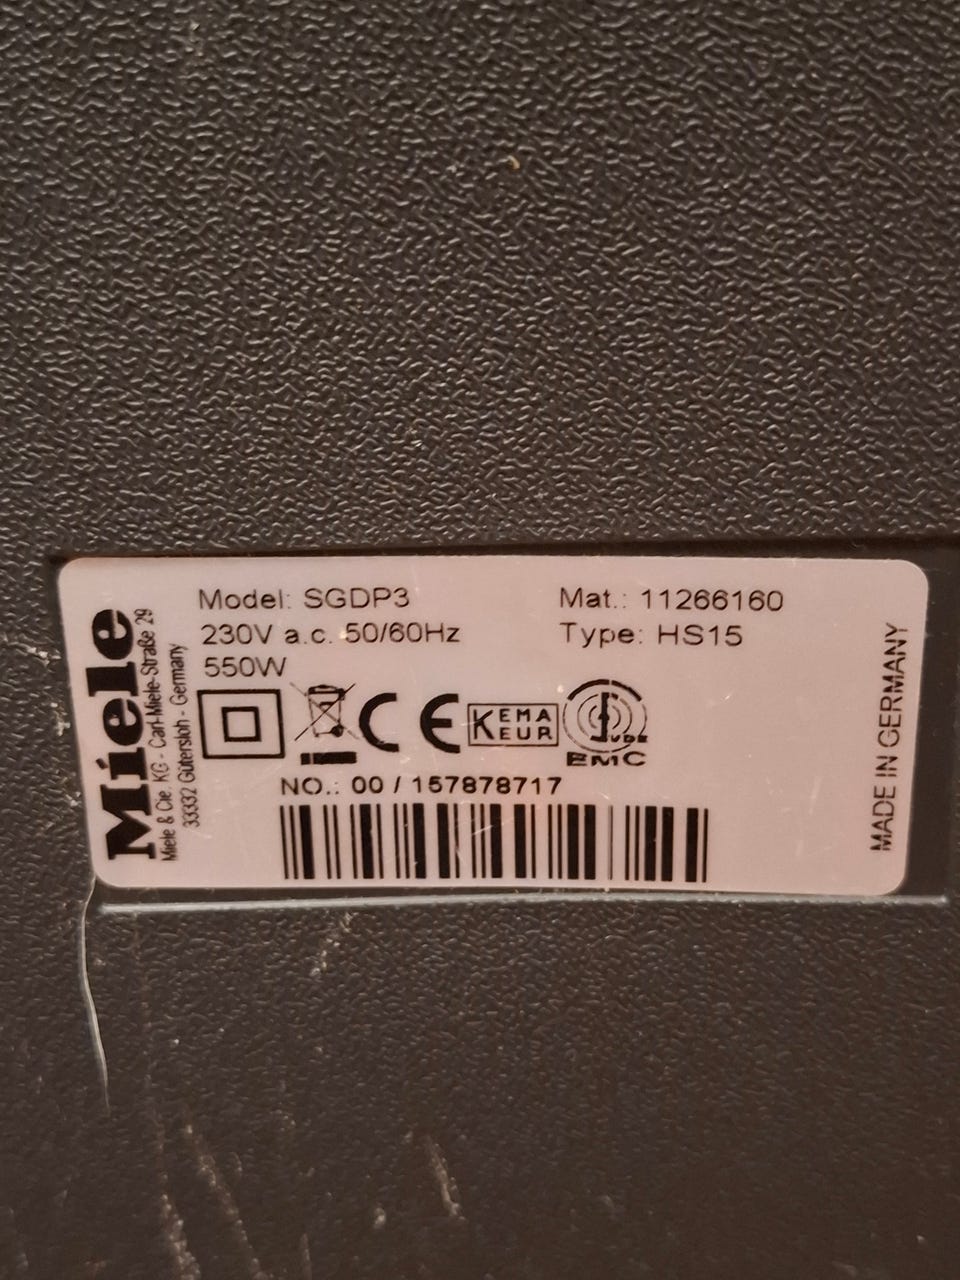 Miele
Miele & Cie. KG - Carl-Miele-Straße 29
33332 Gütersloh - Germany
Model: SGDP3
Mat.: 11266160
230V a.c. 50/60Hz
Type: HS15
550W
CE
KEMA
KEUR
VDE
EMC
NO.: 00 / 157878717
MADE IN GERMANY